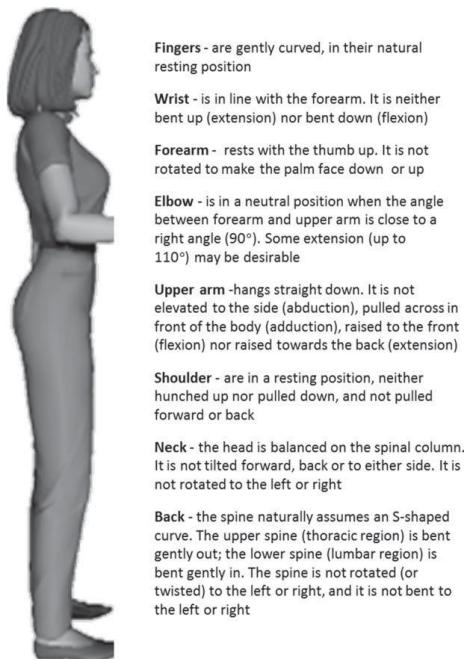 Fingers - are gently curved, in their natural
resting position
Wrist - is in line with the forearm. It is neither
bent up (extension) nor bent down (flexion)
Forearm - rests with the thumb up. It is not
rotated to make the palm face down or up
Elbow - is in a neutral position when the angle
between forearm and upper arm is close to a
right angle (90°). Some extension (up to
110°) may be desirable
Upper arm -hangs straight down. It is not
elevated to the side (abduction), pulled across in
front of the body (adduction), raised to the front
(flexion) nor raised towards the back (extension)
Shoulder - are in a resting position, neither
hunched up nor pulled down, and not pulled
forward or back
Neck - the head is balanced on the spinal column.
It is not tilted forward, back or to either side. It is
not rotated to the left or right
Back - the spine naturally assumes an S-shaped
curve. The upper spine (thoracic region) is bent
gently out; the lower spine (lumbar region) is
bent gently in. The spine is not rotated (or
twisted) to the left or right, and it is not bent to
the left or right